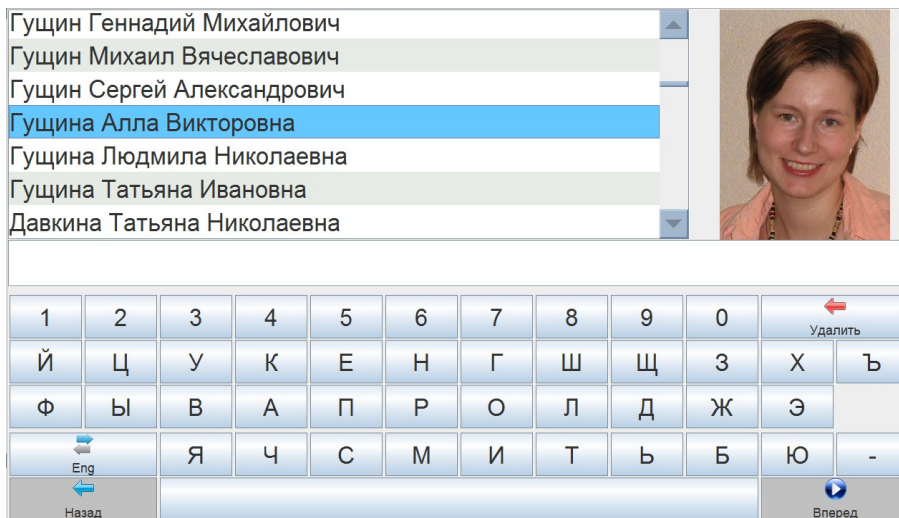 Гущин Геннадий Михайлович
Гущин Михаил Вячеславович
Гущин Сергей Александрович
Гущина Алла Викторовна
Гущина Людмила Николаевна
Гущина Татьяна Ивановна
Давкина Татьяна Николаевна
1 2 3 4 5 6 7 8 9 0 Удалить
Й Ц У К Е Н Г Ш Щ З Х Ъ
Ф Ы В А П Р О Л Д Ж Э
Eng Я Ч С М И Т Ь Б Ю -
Назад Вперед